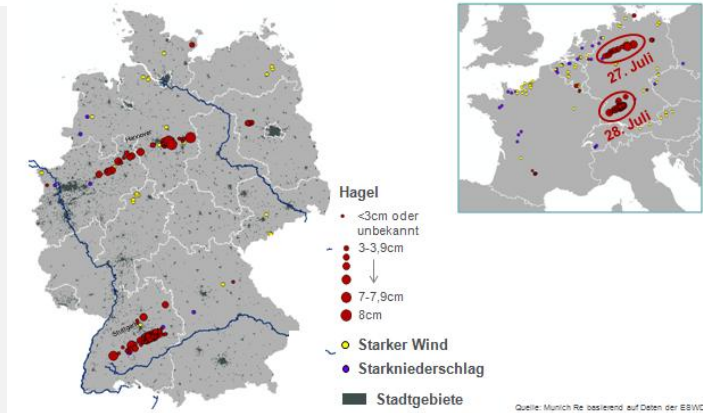 Hannover
Stuttgart
27. Juli
28. Juli
Hagel
<3cm oder
unbekannt
3-3,9cm
7-7,9cm
8cm
Starker Wind
Starkniederschlag
Stadtgebiete
Quelle: Munich Re basierend auf Daten der ESWD